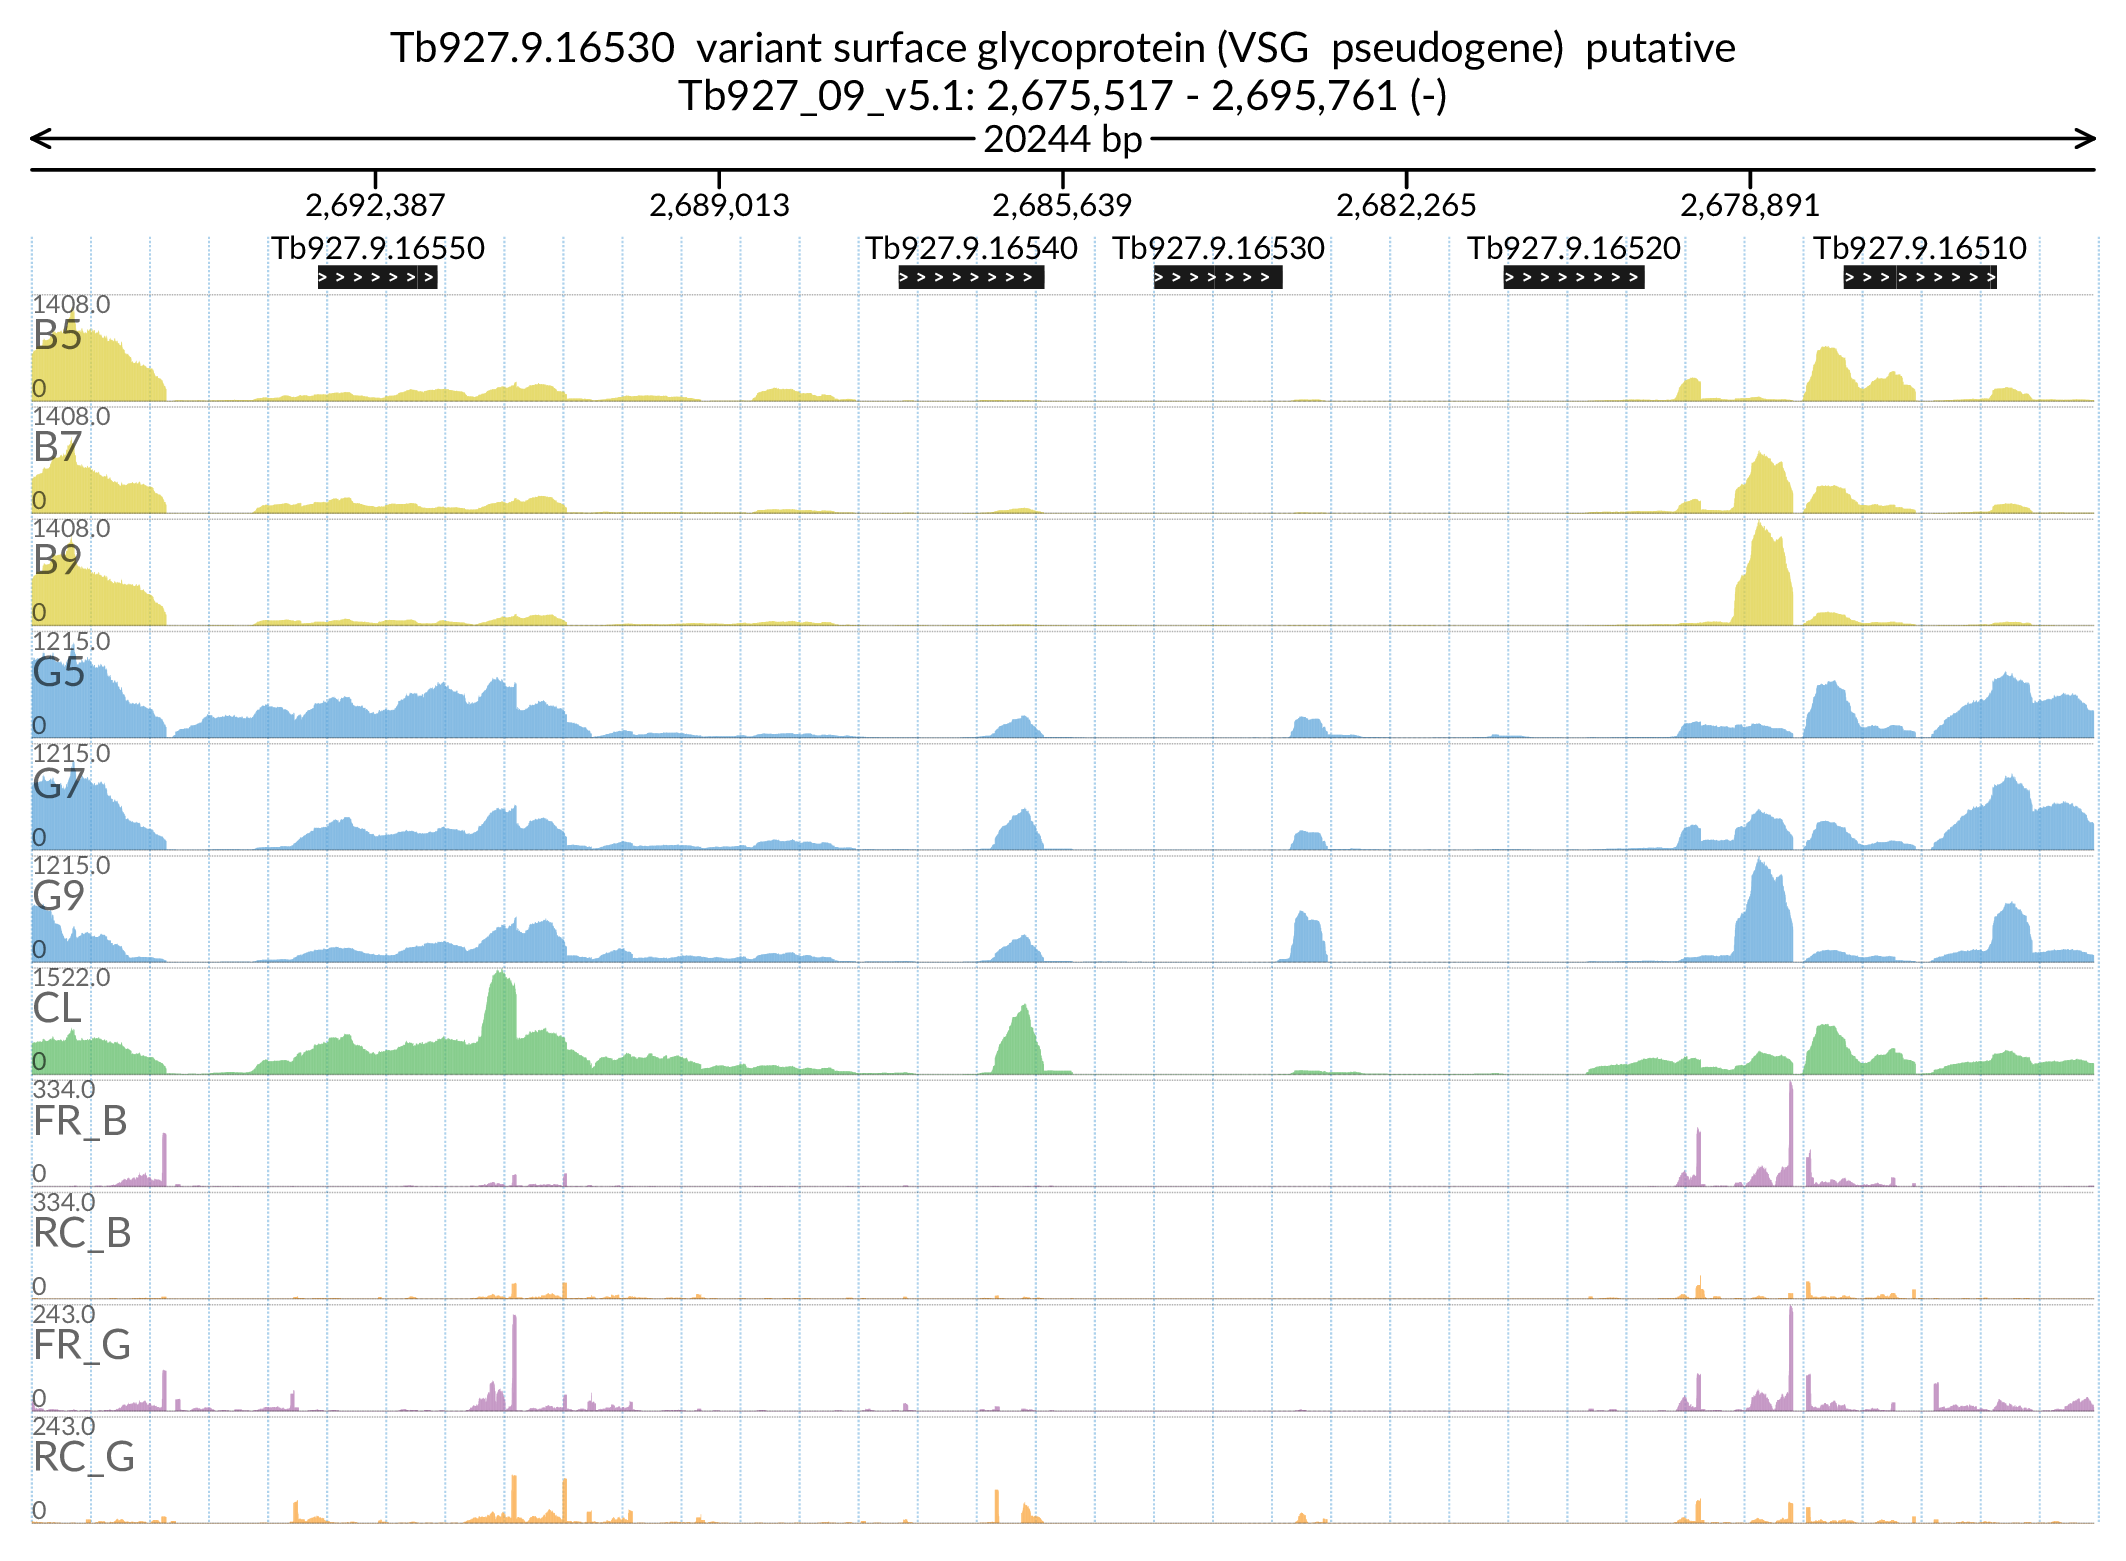 Tb927.9.16530  variant surface glycoprotein (VSG  pseudogene)  putative
Tb927_09_v5.1: 2,675,517 - 2,695,761 (-)
20244 bp
2,692,387 2,689,013 2,685,639 2,682,265 2,678,891
Tb927.9.16550 Tb927.9.16540 Tb927.9.16530 Tb927.9.16520 Tb927.9.16510
1408.0
B5
0
1408.0
B7
0
1408.0
B9
0
1215.0
G5
0
1215.0
G7
0
1215.0
G9
0
1522.0
CL
0
334.0
FR_B
0
334.0
RC_B
0
243.0
FR_G
0
243.0
RC_G
0